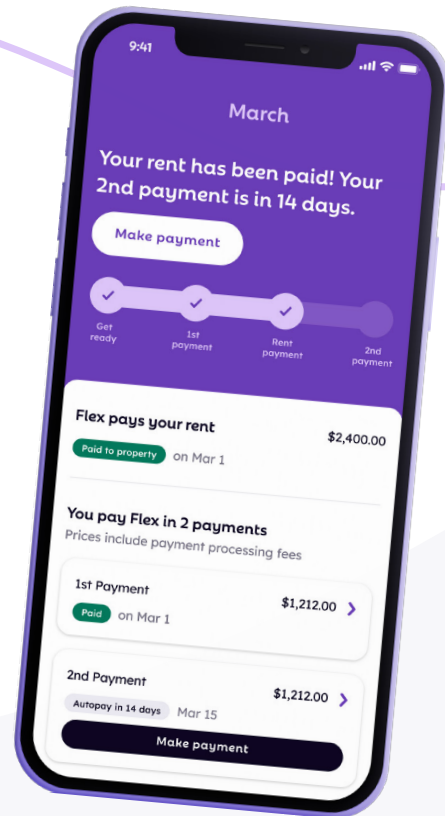 9:41
March
Your rent has been paid! Your
2nd payment is in 14 days.
Make payment
Get
ready
1st
payment
Rent
payment
2nd
payment
Flex pays your rent
$2,400.00
Paid to property on Mar 1
You pay Flex in 2 payments
Prices include payment processing fees
1st Payment
$1,212.00
Paid on Mar 1
2nd Payment
$1,212.00
Autopay in 14 days Mar 15
Make payment